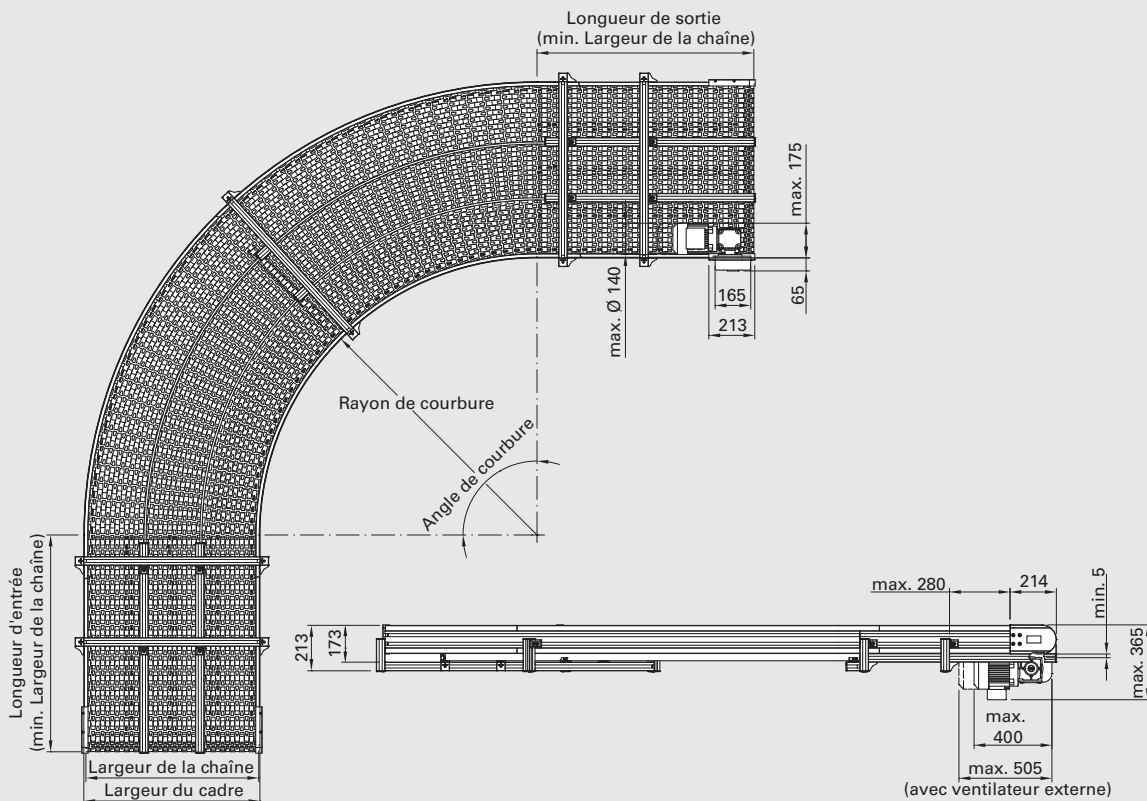 Longueur de sortie
(min. Largeur de la chaîne)
max. 175
65
165
213
max. Ø 140
Rayon de courbure
Angle de courbure
Longueur d'entrée
(min. Largeur de la chaîne)
Largeur de la chaîne
Largeur du cadre
max. 280
214
min. 5
213
173
max. 365
max.
400
max. 505
(avec ventilateur externe)